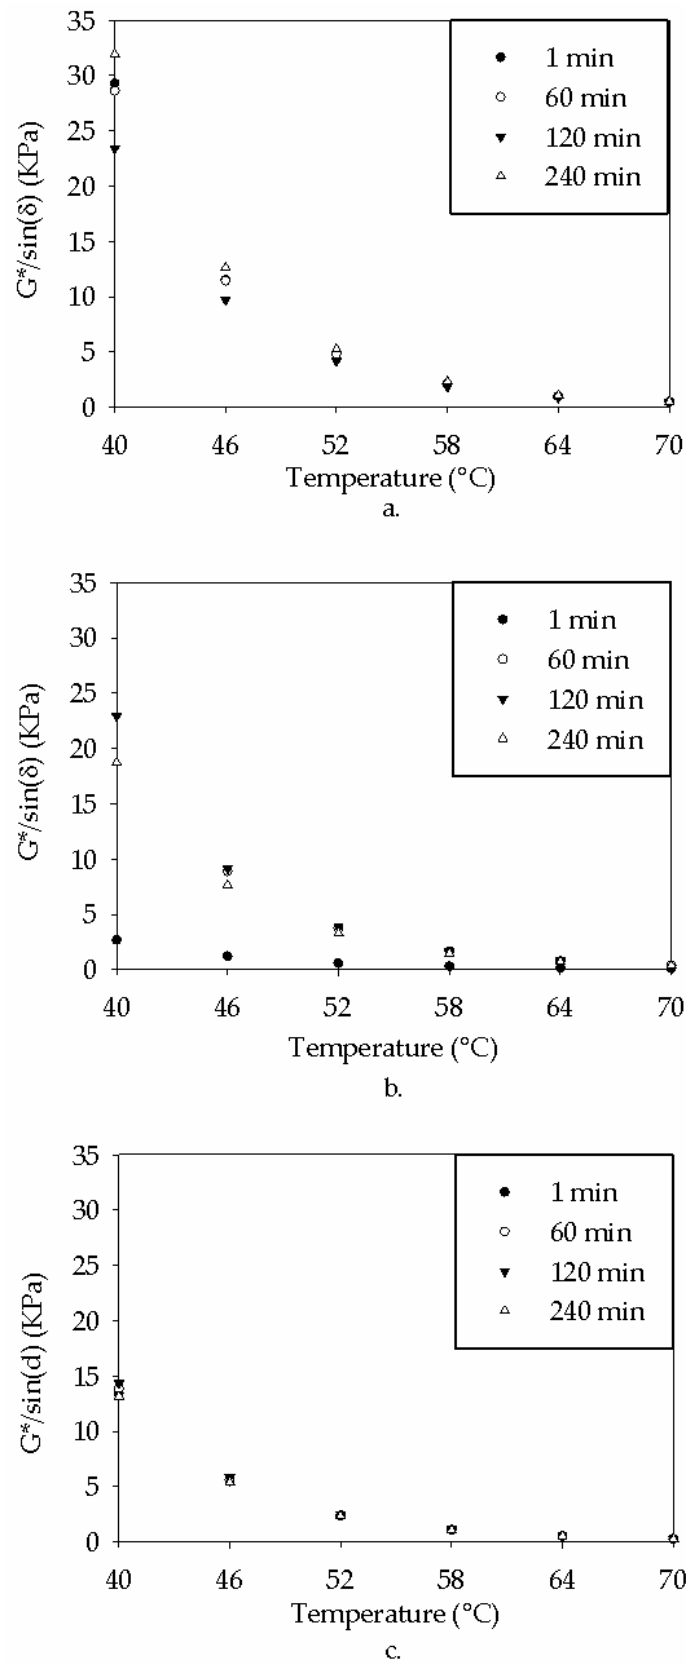 35
30
25
20
15
10
5
0
G*/sin(δ) (KPa)
1 min
60 min
120 min
240 min
40 46 52 58 64 70
Temperature (°C)
a.
35
30
25
20
15
10
5
0
G*/sin(δ) (KPa)
1 min
60 min
120 min
240 min
40 46 52 58 64 70
Temperature (°C)
b.
35
30
25
20
15
10
5
0
G*/sin(d) (KPa)
1 min
60 min
120 min
240 min
40 46 52 58 64 70
Temperature (°C)
c.